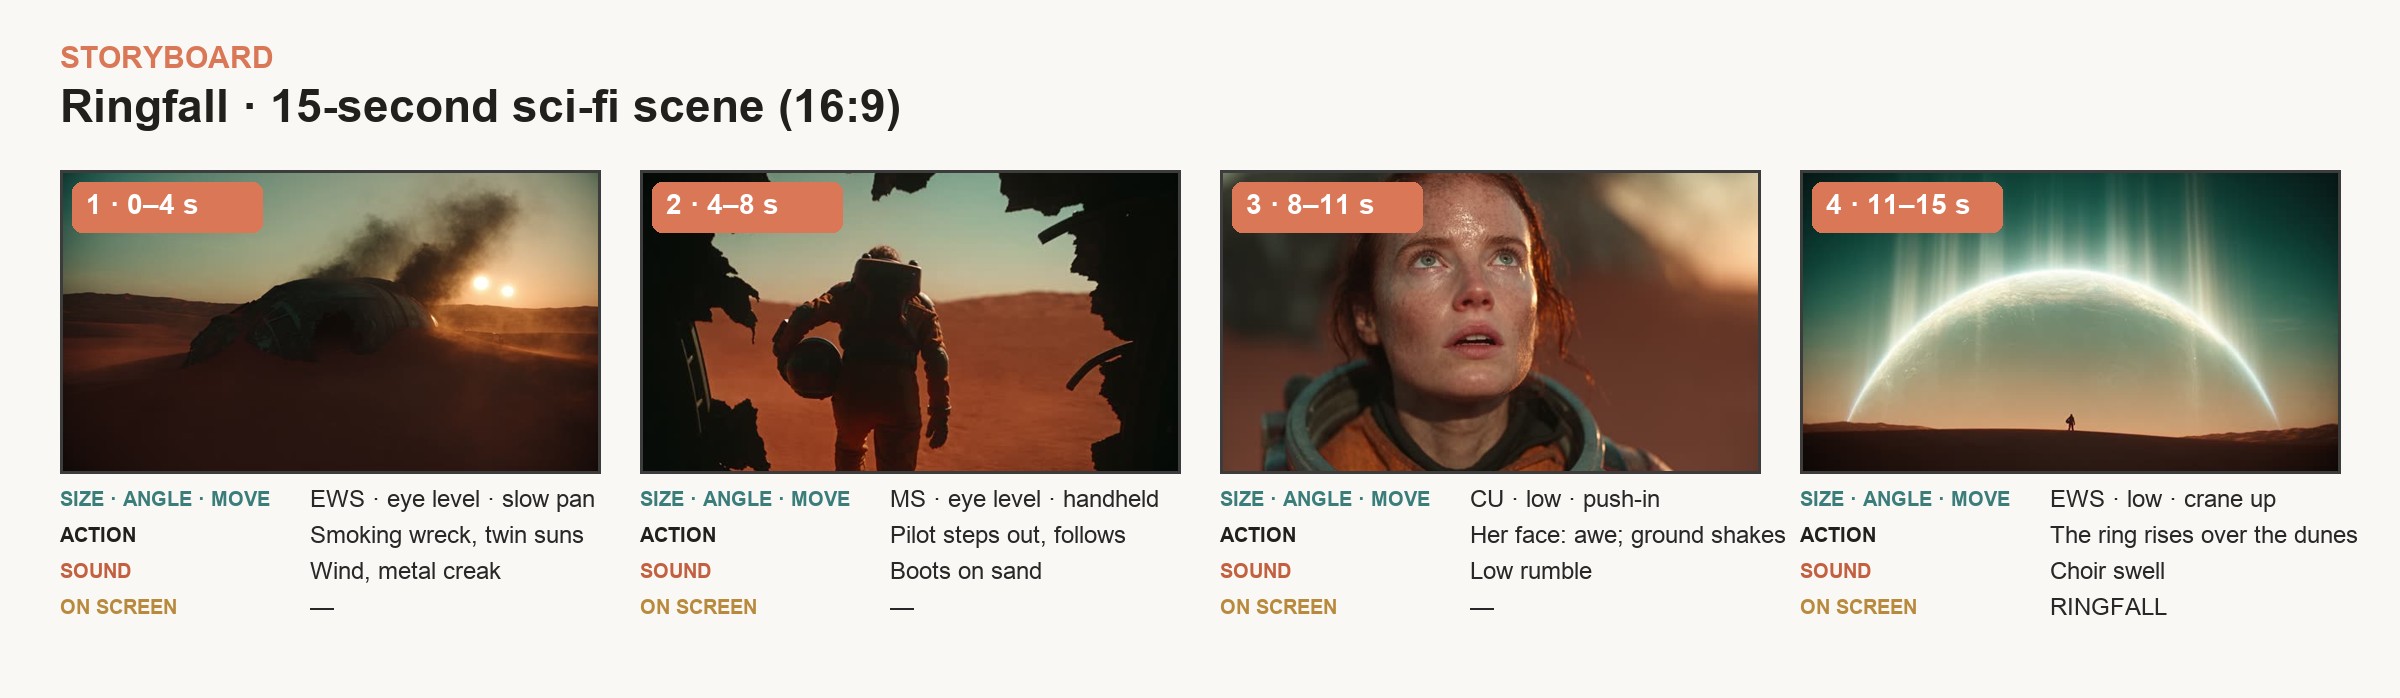 STORYBOARD
Ringfall · 15-second sci-fi scene (16:9)
1 · 0–4 s
SIZE · ANGLE · MOVE EWS · eye level · slow pan
ACTION Smoking wreck, twin suns
SOUND Wind, metal creak
ON SCREEN —
2 · 4–8 s
SIZE · ANGLE · MOVE MS · eye level · handheld
ACTION Pilot steps out, follows
SOUND Boots on sand
ON SCREEN —
3 · 8–11 s
SIZE · ANGLE · MOVE CU · low · push-in
ACTION Her face: awe; ground shakes
SOUND Low rumble
ON SCREEN —
4 · 11–15 s
SIZE · ANGLE · MOVE EWS · low · crane up
ACTION The ring rises over the dunes
SOUND Choir swell
ON SCREEN RINGFALL